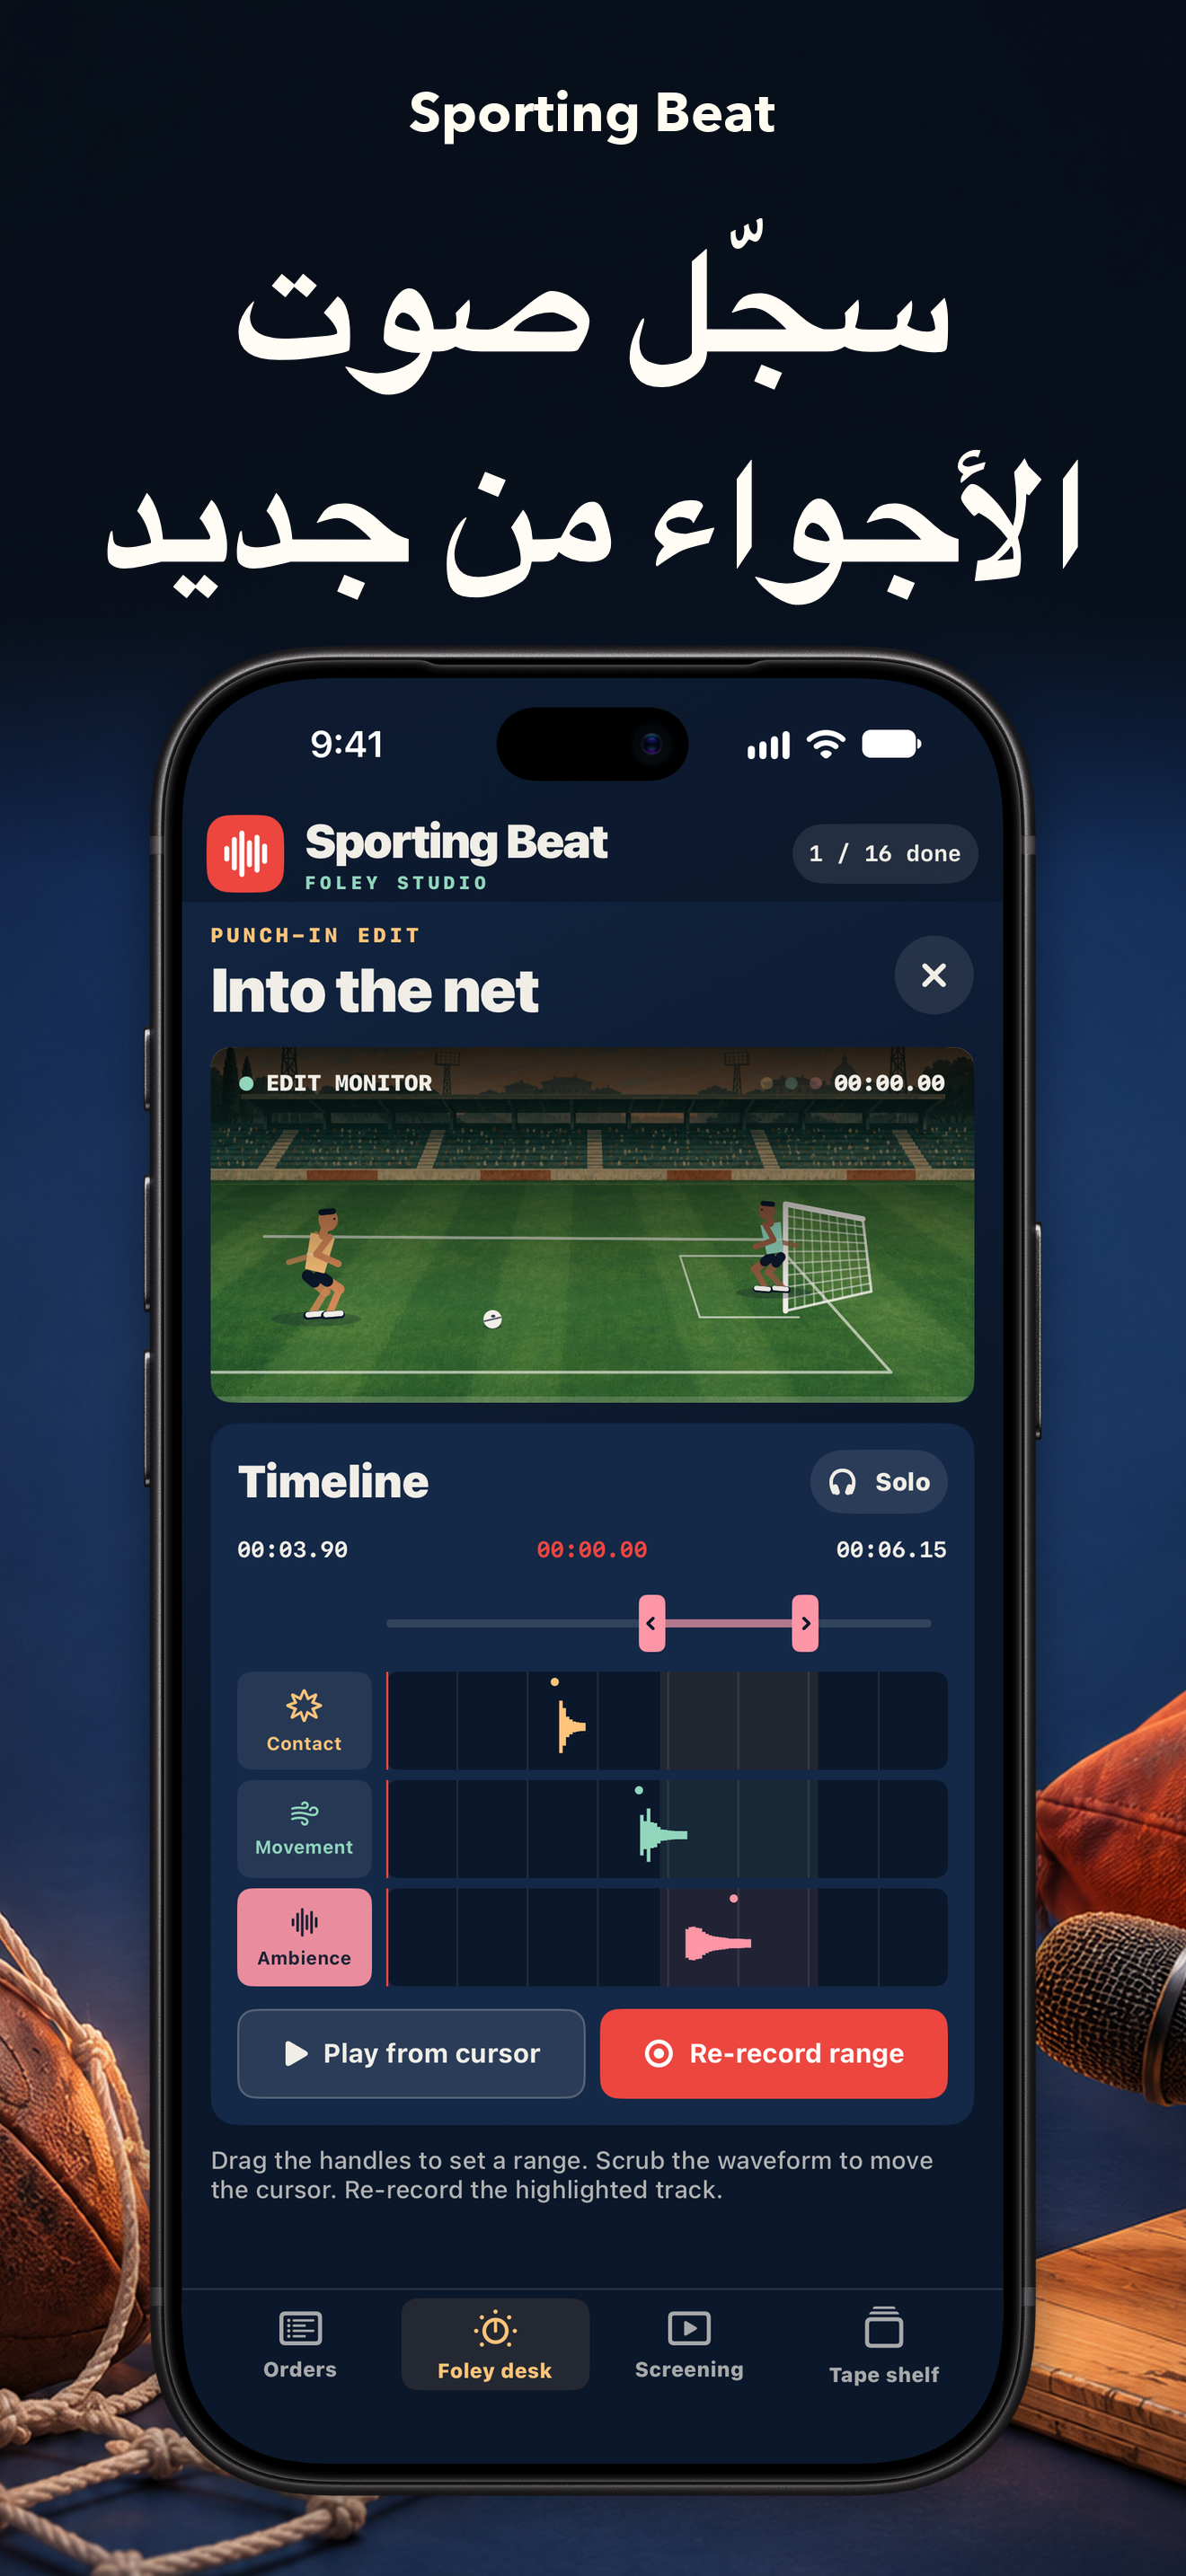 Sporting Beat
سجّل صوت
الأجواء من جديد
9:41
Sporting Beat
FOLEY STUDIO
1 / 16 done
PUNCH-IN EDIT
Into the net
EDIT MONITOR
00:00.00
Timeline
Solo
00:03.90
00:00.00
00:06.15
Contact
Movement
Ambience
Play from cursor
Re-record range
Drag the handles to set a range. Scrub the waveform to move
the cursor. Re-record the highlighted track.
Orders
Foley desk
Screening
Tape shelf